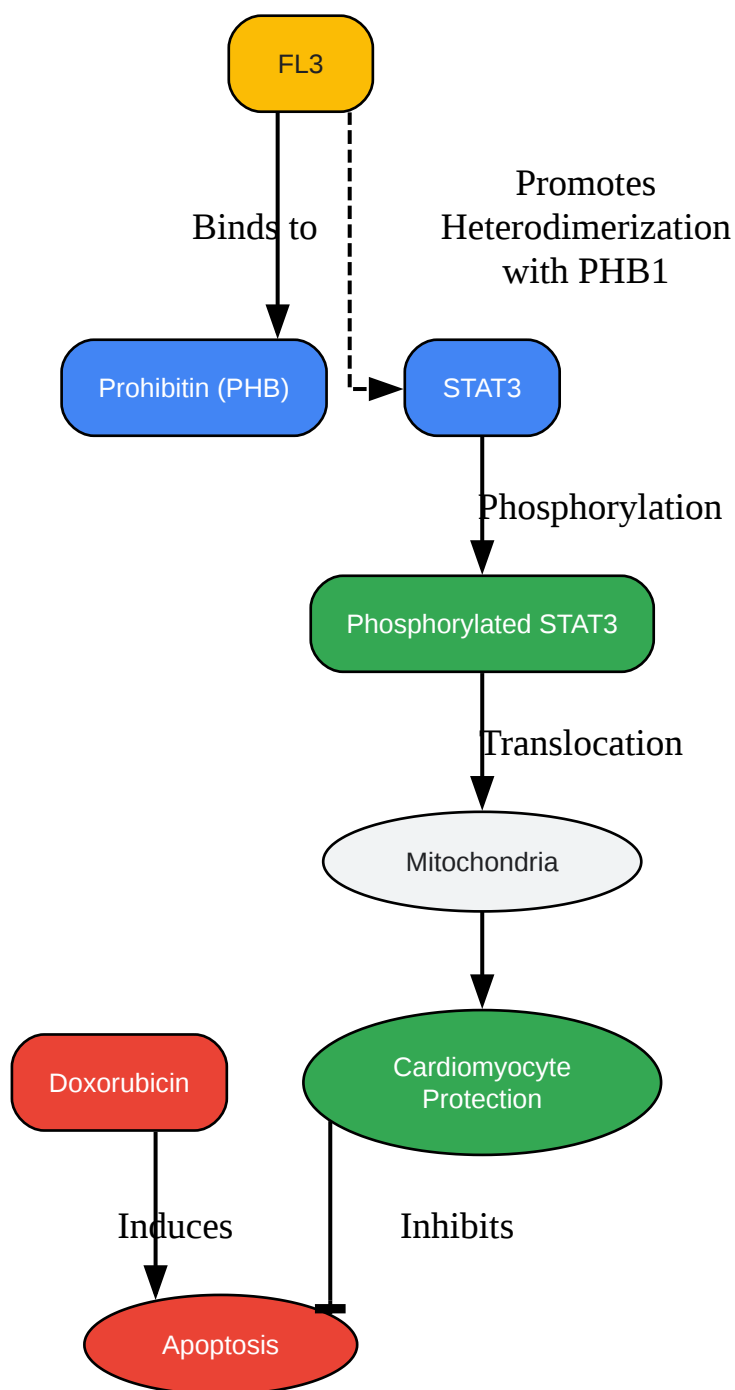 FL3
Promotes
Heterodimerization
with PHB1
Binds to
Prohibitin (PHB)
STAT3
Phosphorylation
Phosphorylated STAT3
Translocation
Mitochondria
Cardiomyocyte
Protection
Doxorubicin
Induces
Inhibits
Apoptosis